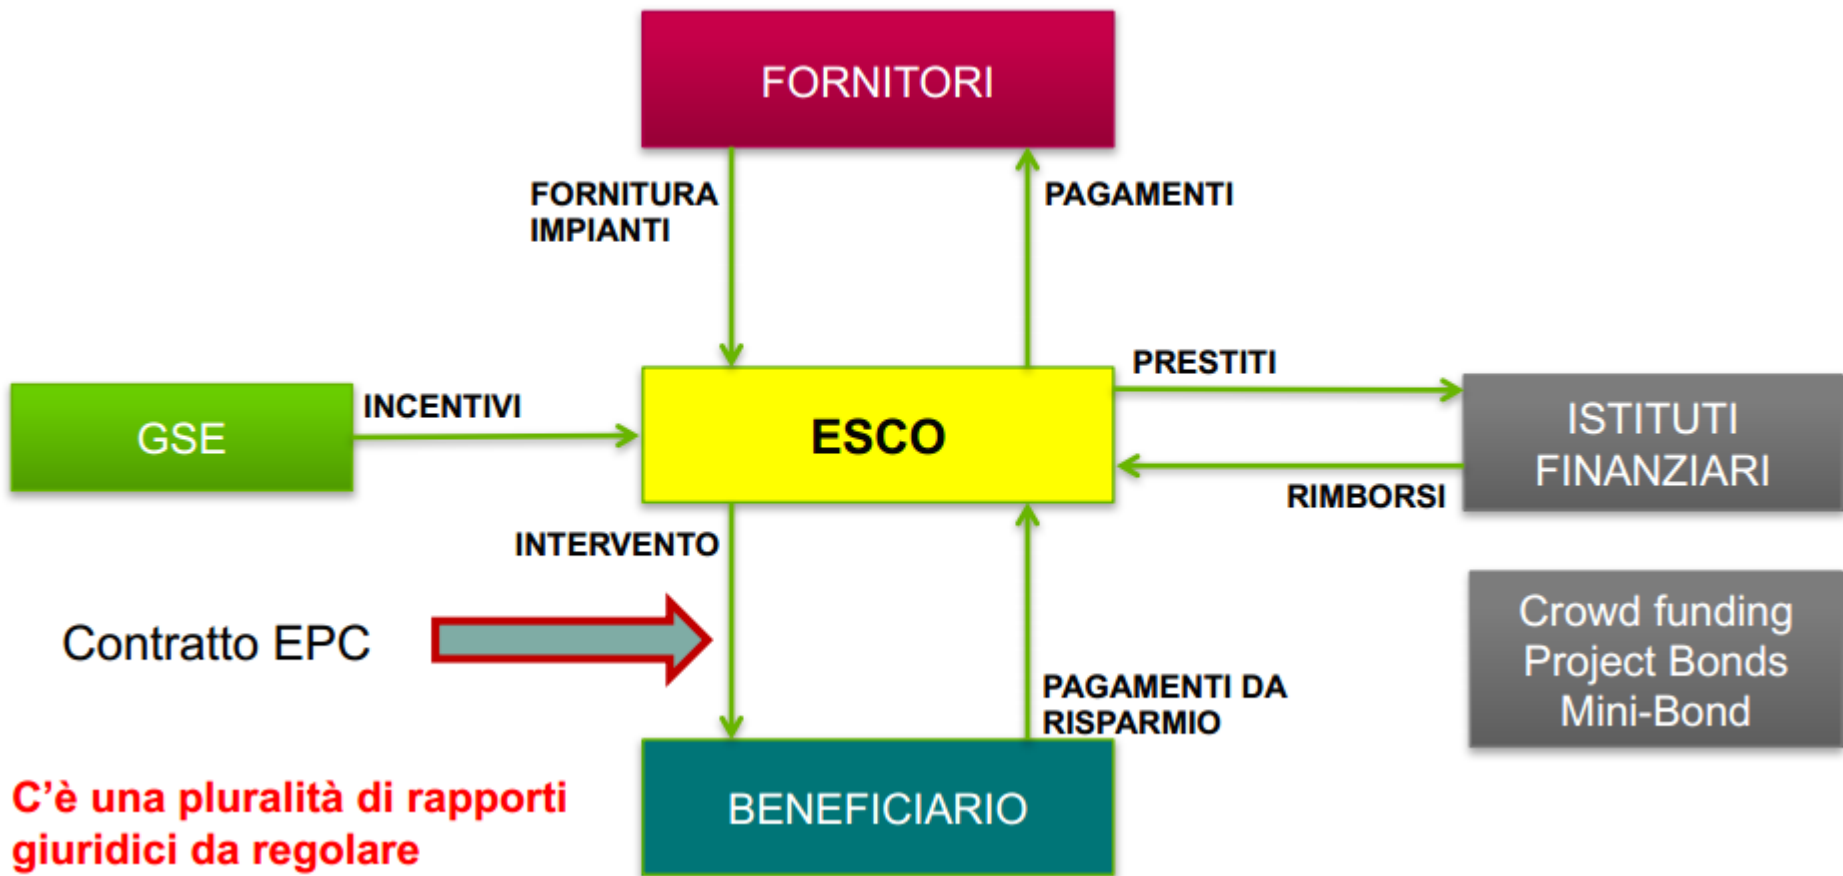 FORNITORI
FORNITURA
IMPIANTI
PAGAMENTI
PRESTITI
GSE
INCENTIVI
ESCO
ISTITUTI
FINANZIARI
RIMBORSI
INTERVENTO
Contratto EPC
Crowd funding
Project Bonds
Mini-Bond
PAGAMENTI DA
RISPARMIO
BENEFICIARIO
C'è una pluralità di rapporti
giuridici da regolare